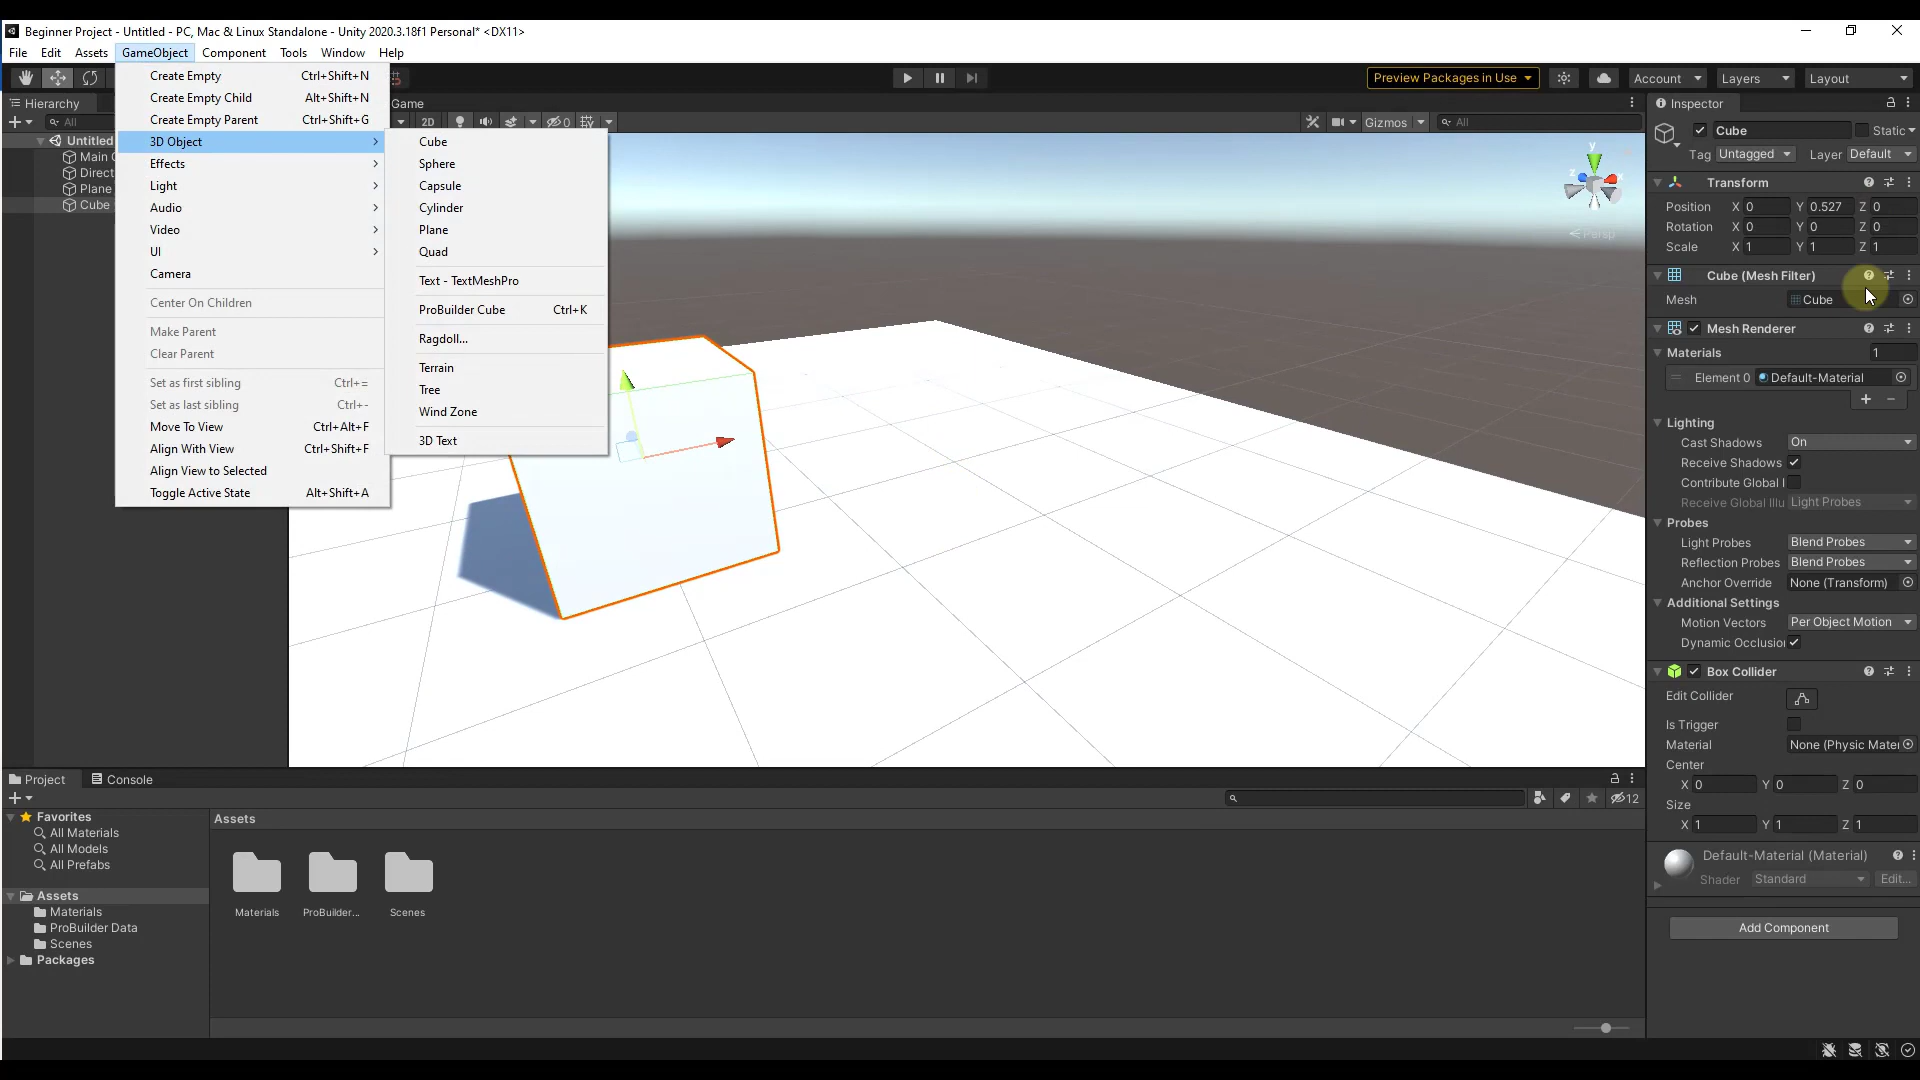 Beginner Project - Untitled - PC, Mac & Linux Standalone - Unity 2020.3.18f1 Personal* <DX11>
File Edit Assets GameObject Component Tools Window Help
Preview Packages in Use Account Layers Layout
Hierarchy
All
Untitled
Main
Direct
Plane
Cube
Create Empty Ctrl+Shift+N
Create Empty Child Alt+Shift+N
Create Empty Parent Ctrl+Shift+G
3D Object
Effects
Light
Audio
Video
UI
Camera
Center On Children
Make Parent
Clear Parent
Set as first sibling Ctrl+=
Set as last sibling Ctrl+-
Move To View Ctrl+Alt+F
Align With View Ctrl+Shift+F
Align View to Selected
Toggle Active State Alt+Shift+A
Cube
Sphere
Capsule
Cylinder
Plane
Quad
Text - TextMeshPro
ProBuilder Cube Ctrl+K
Ragdoll...
Terrain
Tree
Wind Zone
3D Text
Game
2D 0 Gizmos All
y
z
x
Persp
Inspector
Cube Static
Tag Untagged Layer Default
Transform
Position X 0 Y 0.527 Z 0
Rotation X 0 Y 0 Z 0
Scale X 1 Y 1 Z 1
Cube (Mesh Filter)
Mesh Cube
Mesh Renderer
Materials 1
Element 0 Default-Material
Lighting
Cast Shadows On
Receive Shadows
Contribute Global I
Receive Global Illu Light Probes
Probes
Light Probes Blend Probes
Reflection Probes Blend Probes
Anchor Override None (Transform)
Additional Settings
Motion Vectors Per Object Motion
Dynamic Occlusio
Box Collider
Edit Collider
Is Trigger
Material None (Physic Mater
Center
X 0 Y 0 Z 0
Size
X 1 Y 1 Z 1
Default-Material (Material)
Shader Standard Edit...
Add Component
Project Console
12
Favorites
All Materials
All Models
All Prefabs
Assets
Materials
ProBuilder Data
Scenes
Packages
Assets
Materials ProBuilder... Scenes